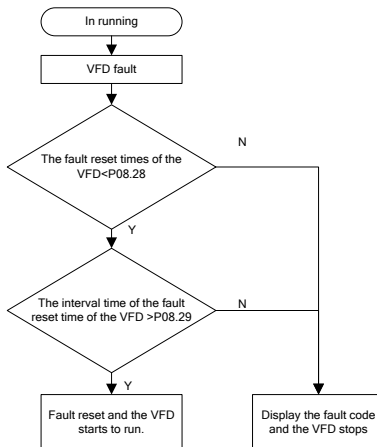 In running
VFD fault
N
The fault reset times of the
VFD<P08.28
Y
The interval time of the fault
reset time of the VFD >P08.29
N
Y
Fault reset and the VFD
starts to run.
Display the fault code
and the VFD stops